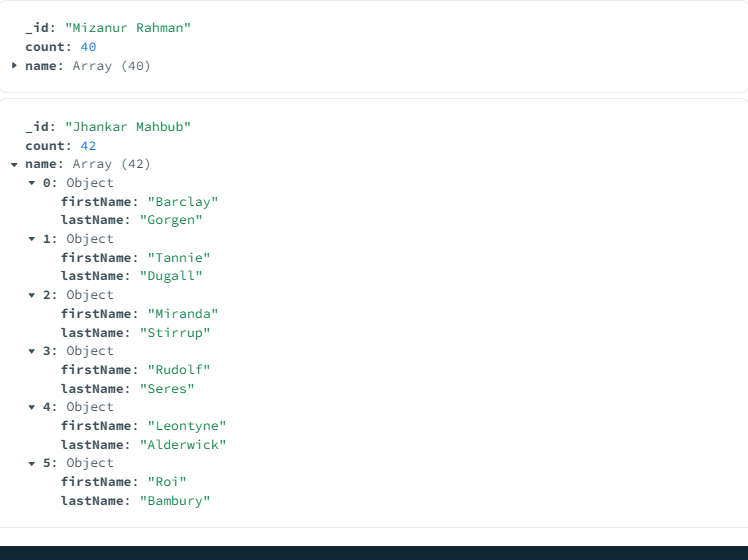 _id: "Mizanur Rahman"
count: 40
name: Array (40)
_id: "Jhankar Mahbub"
count: 42
name: Array (42)
0: Object
firstName: "Barclay"
lastName: "Gorgen"
1: Object
firstName: "Tannie"
lastName: "Dugall"
2: Object
firstName: "Miranda"
lastName: "Stirrup"
3: Object
firstName: "Rudolf"
lastName: "Seres"
4: Object
firstName: "Leontyne"
lastName: "Alderwick"
5: Object
firstName: "Roi"
lastName: "Bambury"